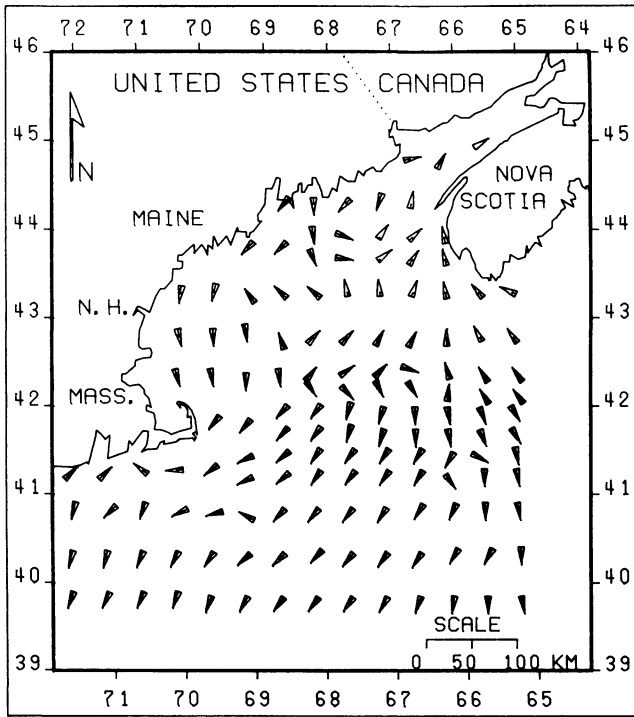 72 71 70 69 68 67 66 65 64
46 46
UNITED STATES CANADA
45 45
N
NOVA
SCOTIA
44 44
MAINE
43 43
N. H.
42 42
MASS.
41 41
40 40
SCALE
39 0 50 100 KM 39
71 70 69 68 67 66 65